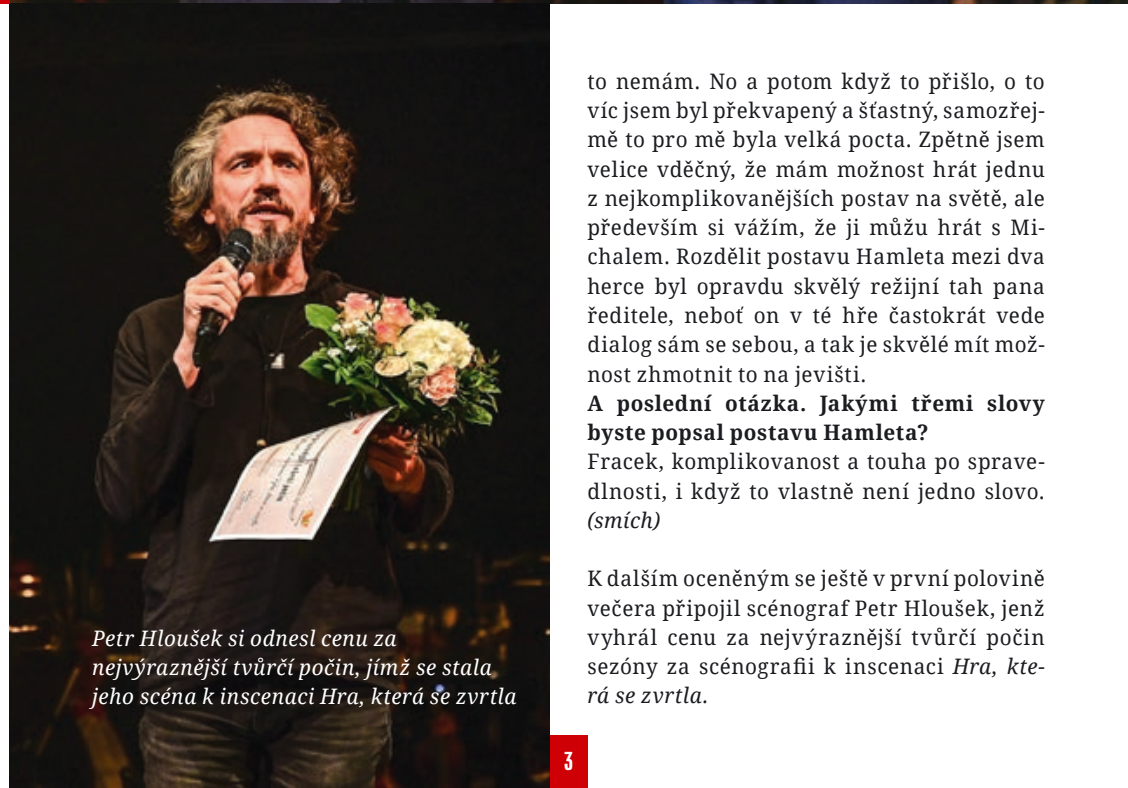 to nemám. No a potom když to přišlo, o to
víc jsem byl překvapený a šťastný, samozřej-
mě to pro mě byla velká pocta. Zpětně jsem
velice vděčný, že mám možnost hrát jednu
z nejkomplikovanějších postav na světě, ale
především si vážím, že ji můžu hrát s Mi-
chalem. Rozdělit postavu Hamleta mezi dva
herce byl opravdu skvělý režijní tah pana
ředitele, neboť on v té hře častokrát vede
dialog sám se sebou, a tak je skvělé mít mož-
nost zhmotnit to na jevišti.
A poslední otázka. Jakými třemi slovy
byste popsal postavu Hamleta?
Fracek, komplikovanost a touha po sprave-
dlnosti, i když to vlastně není jedno slovo.
(smích)
K dalším oceněným se ještě v první polovině
večera připojil scénograf Petr Hloušek, jenž
vyhrál cenu za nejvýraznější tvůrčí počin
sezóny za scénografii k inscenaci Hra, kte-
rá se zvrtla.
Petr Hloušek si odnesl cenu za
nejvýraznější tvůrčí počin, jímž se stala
jeho scéna k inscenaci Hra, která se zvrtla
3